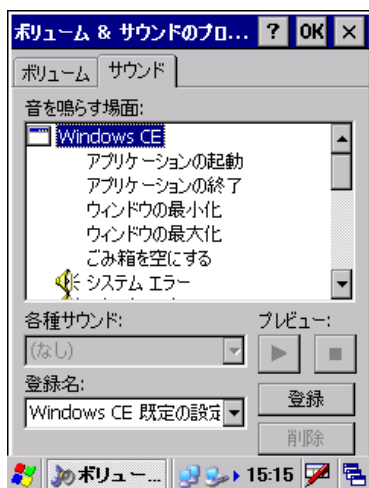 ボリューム & サウンドのプロ... ? OK ×
ボリューム サウンド
音を鳴らす場面:
Windows CE
アプリケーションの起動
アプリケーションの終了
ウィンドウの最小化
ウィンドウの最大化
ごみ箱を空にする
システム エラー
各種サウンド: プレビュー:
(なし)
登録名:
Windows CE 既定の設定
登録
削除
ボリュー... 15:15